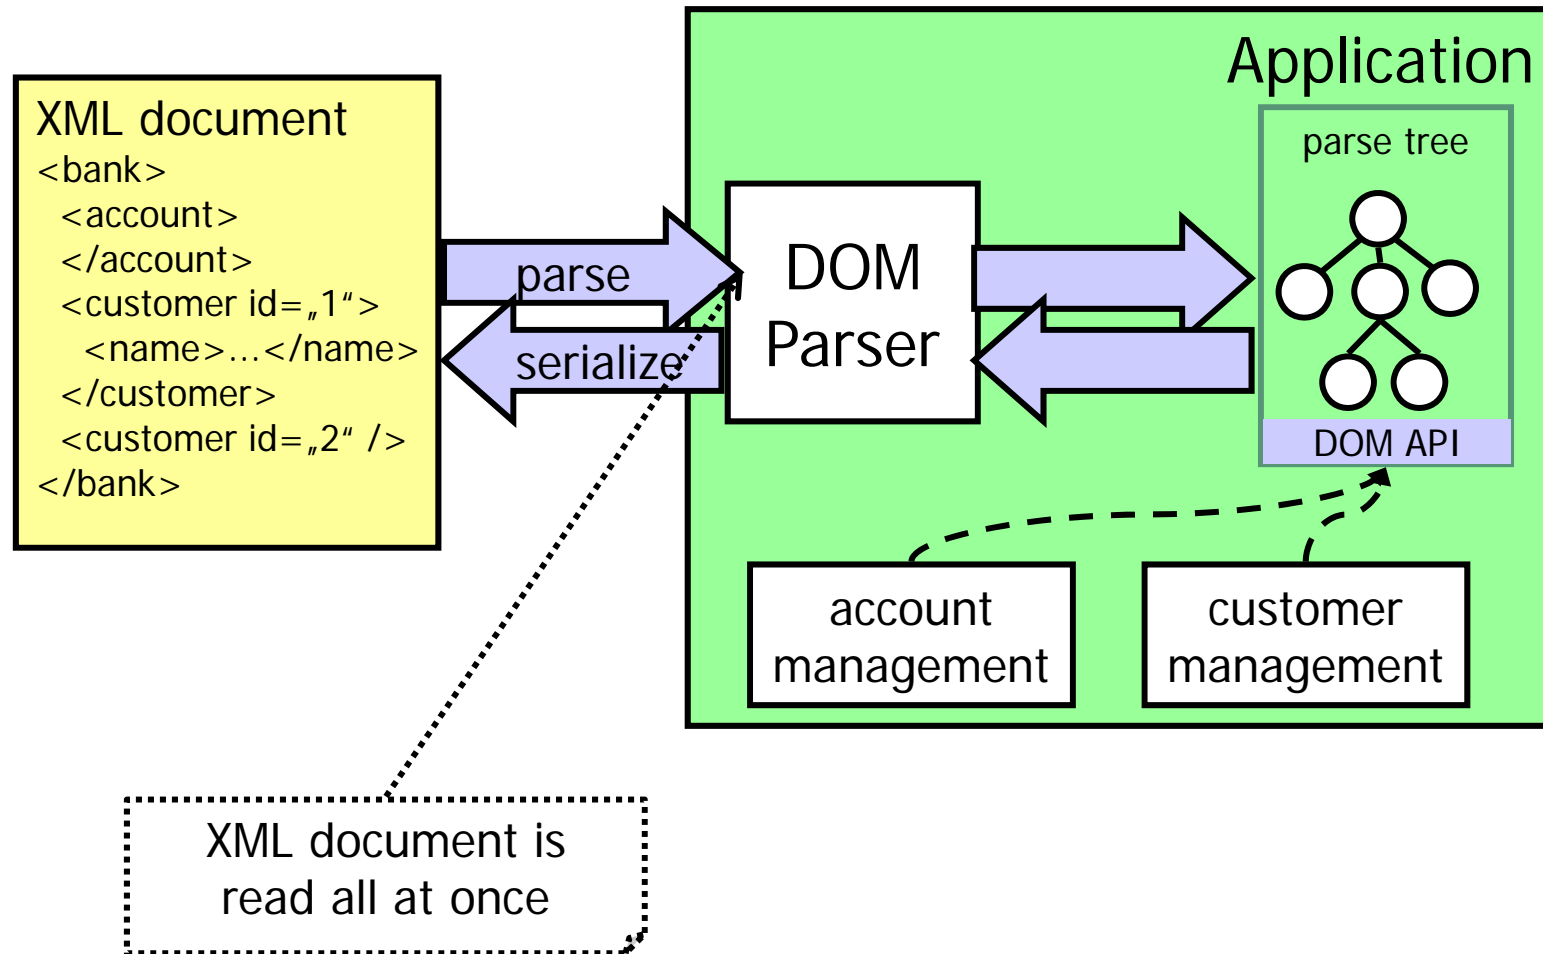 XML document
<bank>
<account>
</account>
<customer id=„1“>
<name>...</name>
</customer>
<customer id=„2“ />
</bank>
parse
serialize
DOM
Parser
Application
parse tree
DOM API
account
management
customer
management
XML document is
read all at once